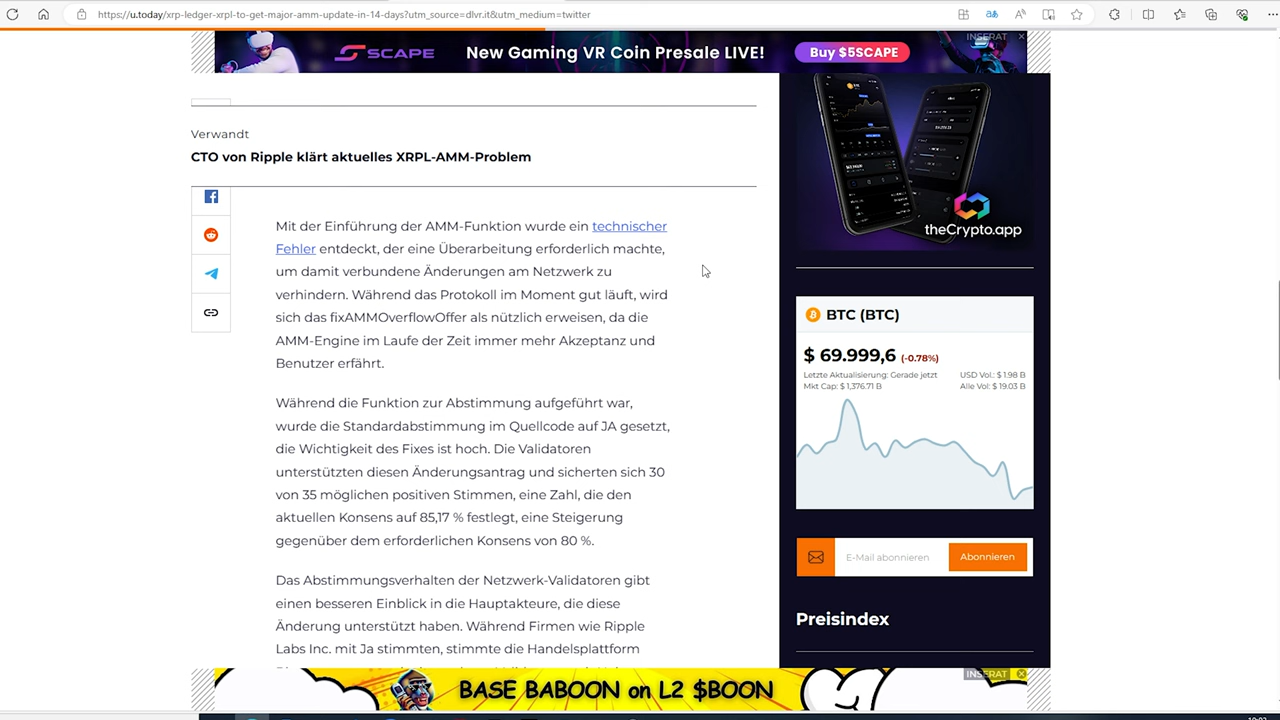 https://u.today/xrp-ledger-xrpl-to-get-major-amm-update-in-14-days?utm_source=dlvr.it&utm_medium=twitter
INSERAT
SCAPE
New Gaming VR Coin Presale LIVE!
Buy $5SCAPE
Verwandt
CTO von Ripple klärt aktuelles XRPL-AMM-Problem
Mit der Einführung der AMM-Funktion wurde ein technischer
Fehler entdeckt, der eine Überarbeitung erforderlich machte,
um damit verbundene Änderungen am Netzwerk zu
verhindern. Während das Protokoll im Moment gut läuft, wird
sich das fixAMMOverflowOffer als nützlich erweisen, da die
AMM-Engine im Laufe der Zeit immer mehr Akzeptanz und
Benutzer erfährt.
Während die Funktion zur Abstimmung aufgeführt war,
wurde die Standardabstimmung im Quellcode auf JA gesetzt,
die Wichtigkeit des Fixes ist hoch. Die Validatoren
unterstützten diesen Änderungsantrag und sicherten sich 30
von 35 möglichen positiven Stimmen, eine Zahl, die den
aktuellen Konsens auf 85,17 % festlegt, eine Steigerung
gegenüber dem erforderlichen Konsens von 80 %.
Das Abstimmungsverhalten der Netzwerk-Validatoren gibt
einen besseren Einblick in die Hauptakteure, die diese
Änderung unterstützt haben. Während Firmen wie Ripple
Labs Inc. mit Ja stimmten, stimmte die Handelsplattform
theCrypto.app
BTC (BTC)
$ 69.999,6 (-0.78%)
Letzte Aktualisierung: Gerade jetzt USD Vol.: $ 1.98 B
Mkt Cap: $ 1,376.71 B Alle Vol: $ 19.03 B
E-Mail abonnieren
Abonnieren
Preisindex
INSERAT
BASE BABOON on L2 $BOON